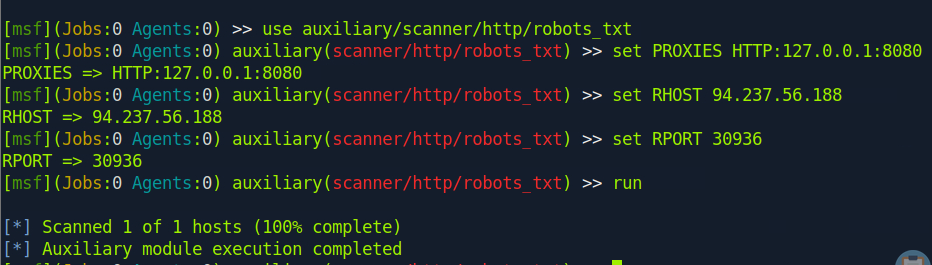 [msf](Jobs:0 Agents:0) >> use auxiliary/scanner/http/robots_txt
[msf](Jobs:0 Agents:0) auxiliary(scanner/http/robots_txt) >> set PROXIES HTTP:127.0.0.1:8080
PROXIES => HTTP:127.0.0.1:8080
[msf](Jobs:0 Agents:0) auxiliary(scanner/http/robots_txt) >> set RHOST 94.237.56.188
RHOST => 94.237.56.188
[msf](Jobs:0 Agents:0) auxiliary(scanner/http/robots_txt) >> set RPORT 30936
RPORT => 30936
[msf](Jobs:0 Agents:0) auxiliary(scanner/http/robots_txt) >> run
[*] Scanned 1 of 1 hosts (100% complete)
[*] Auxiliary module execution completed